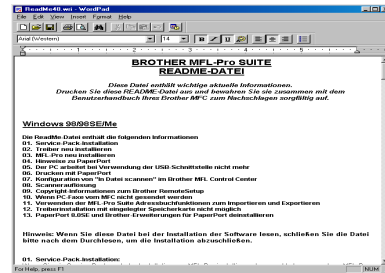 ReadMe40.wri - WordPad
File Edit View Insert Format Help
Arial (Western) 14
BROTHER MFL-Pro SUITE
README-DATEI
Diese Datei enthält wichtige aktuelle Informationen.
Drucken Sie diese README-Datei aus und bewahren Sie sie zusammen mit dem
Benutzerhandbuch Ihres Brother MFC zum Nachschlagen sorgfältig auf.
Windows 98/98SE/Me
Die ReadMe-Datei enthält die folgenden Informationen
01. Service-Pack-Installation
02. Treiber neu installieren
03. MFL-Pro neu installieren
04. Hinweise zu PaperPort
05. Der PC arbeitet bei Verwendung der USB-Schnittstelle nicht mehr
06. Drucken mit PaperPort
07. Konfiguration von "In Datei scannen" im Brother MFL Control Center
08. Scannerauflösung
09. Copyright-Informationen zum Brother RemoteSetup
10. Wenn PC-Faxe vom MFC nicht gesendet werden
11. Verwenden der MFL-Pro Suite Adressbuchfunktionen zum Importieren und Exportieren
12. Treiberinstallation mit eingelegter Speicherkarte nicht möglich
13. PaperPort 8.0SE und Brother-Erweiterungen für PaperPort deinstallieren
Hinweis: Wenn Sie diese Datei bei der Installation der Software lesen, schließen Sie die Datei
bitte nach dem Durchlesen, um die Installation abzuschließen.
01. Service-Pack-Installation:
For Help, press F1 NUM